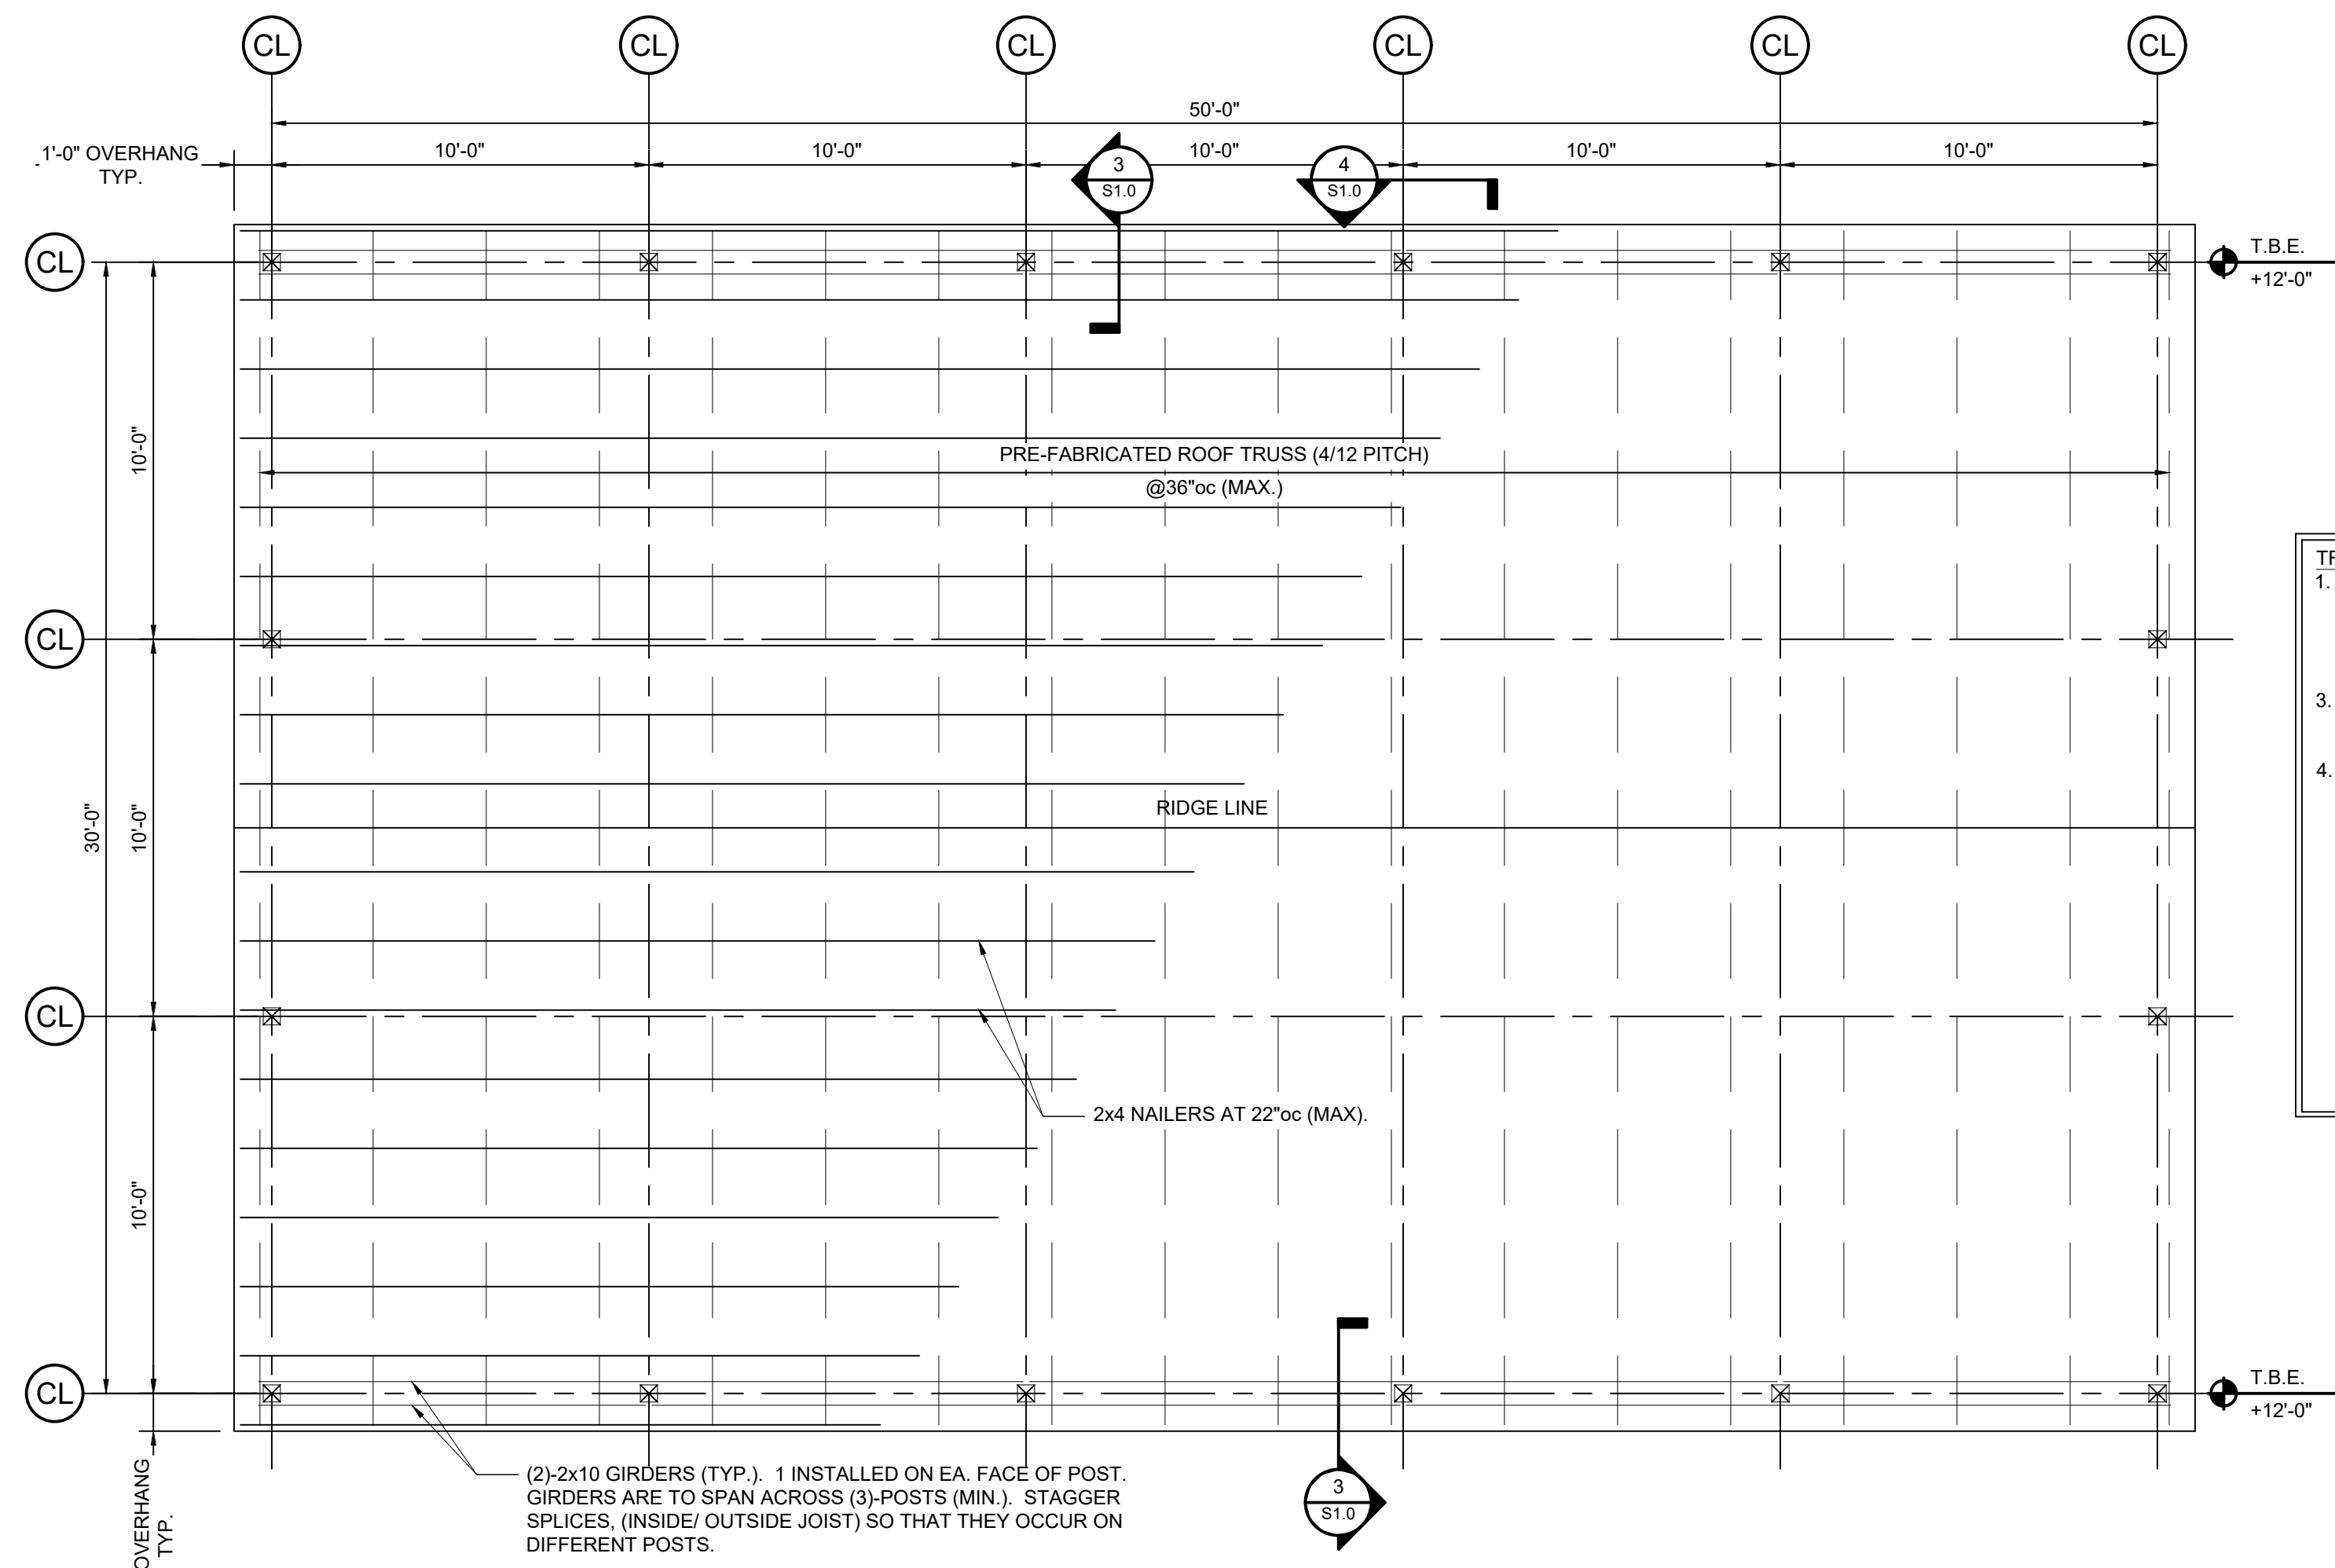 CL CL CL CL CL CL
50'-0"
1'-0" OVERHANG
TYP.
10'-0" 10'-0" 10'-0" 10'-0" 10'-0"
3
S1.0
4
S1.0
CL
T.B.E.
+12'-0"
10'-0"
PRE-FABRICATED ROOF TRUSS (4/12 PITCH)
@36"oc (MAX.)
1.
CL
3.
4.
30'-0"
10'-0"
RIDGE LINE
CL
2x4 NAILERS AT 22"oc (MAX).
10'-0"
CL
T.B.E.
+12'-0"
OVERHANG
TYP.
(2)-2x10 GIRDERS (TYP.). 1 INSTALLED ON EA. FACE OF POST.
GIRDERS ARE TO SPAN ACROSS (3)-POSTS (MIN.). STAGGER
SPLICES, (INSIDE/ OUTSIDE JOIST) SO THAT THEY OCCUR ON
DIFFERENT POSTS.
3
S1.0